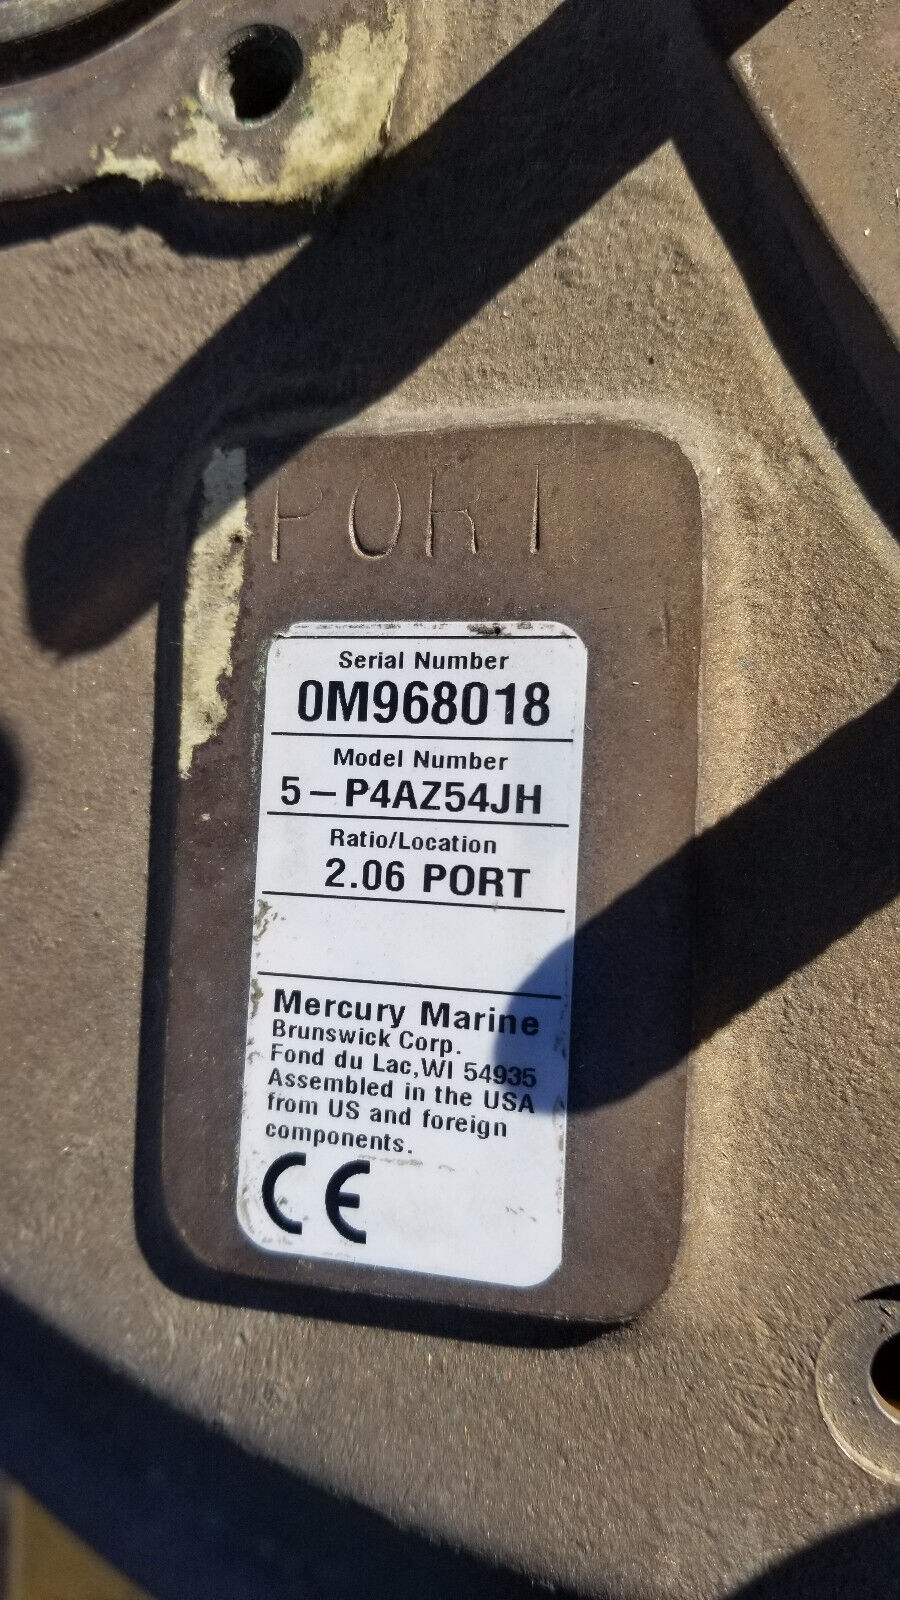 PORT
Serial Number
0M968018
Model Number
5-P4AZ54JH
Ratio/Location
2.06 PORT
Mercury Marine
Brunswick Corp.
Fond du Lac,WI 54935
Assembled in the USA
from US and foreign
components.
CE